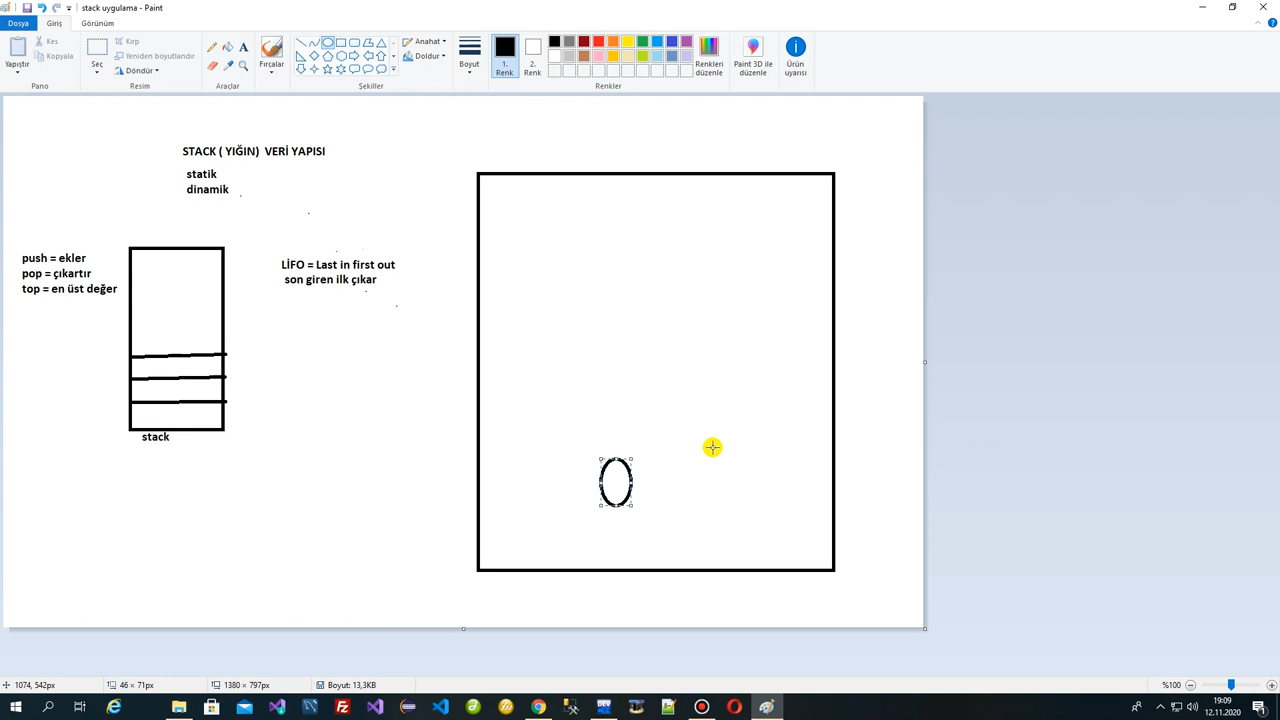 stack uygulama - Paint
Dosya
Giriş
Görünüm
Yapıştır
Kes
Kopyala
Pano
Seç
Kırp
Yeniden boyutlandır
Döndür
Resim
A
Araçlar
Fırçalar
Anahat
Doldur
Şekiller
Boyut
1.
Renk
2.
Renk
Renkleri
düzenle
Paint 3D ile
düzenle
Ürün
uyarısı
Renkler
STACK ( YIĞIN)  VERİ YAPISI
statik
dinamik
push = ekler
pop = çıkartır
top = en üst değer
LİFO = Last in first out
son giren ilk çıkar
stack
1074, 542px
46 × 71px
1380 × 797px
Boyut: 13,3KB
%100
19:09
12.11.2020